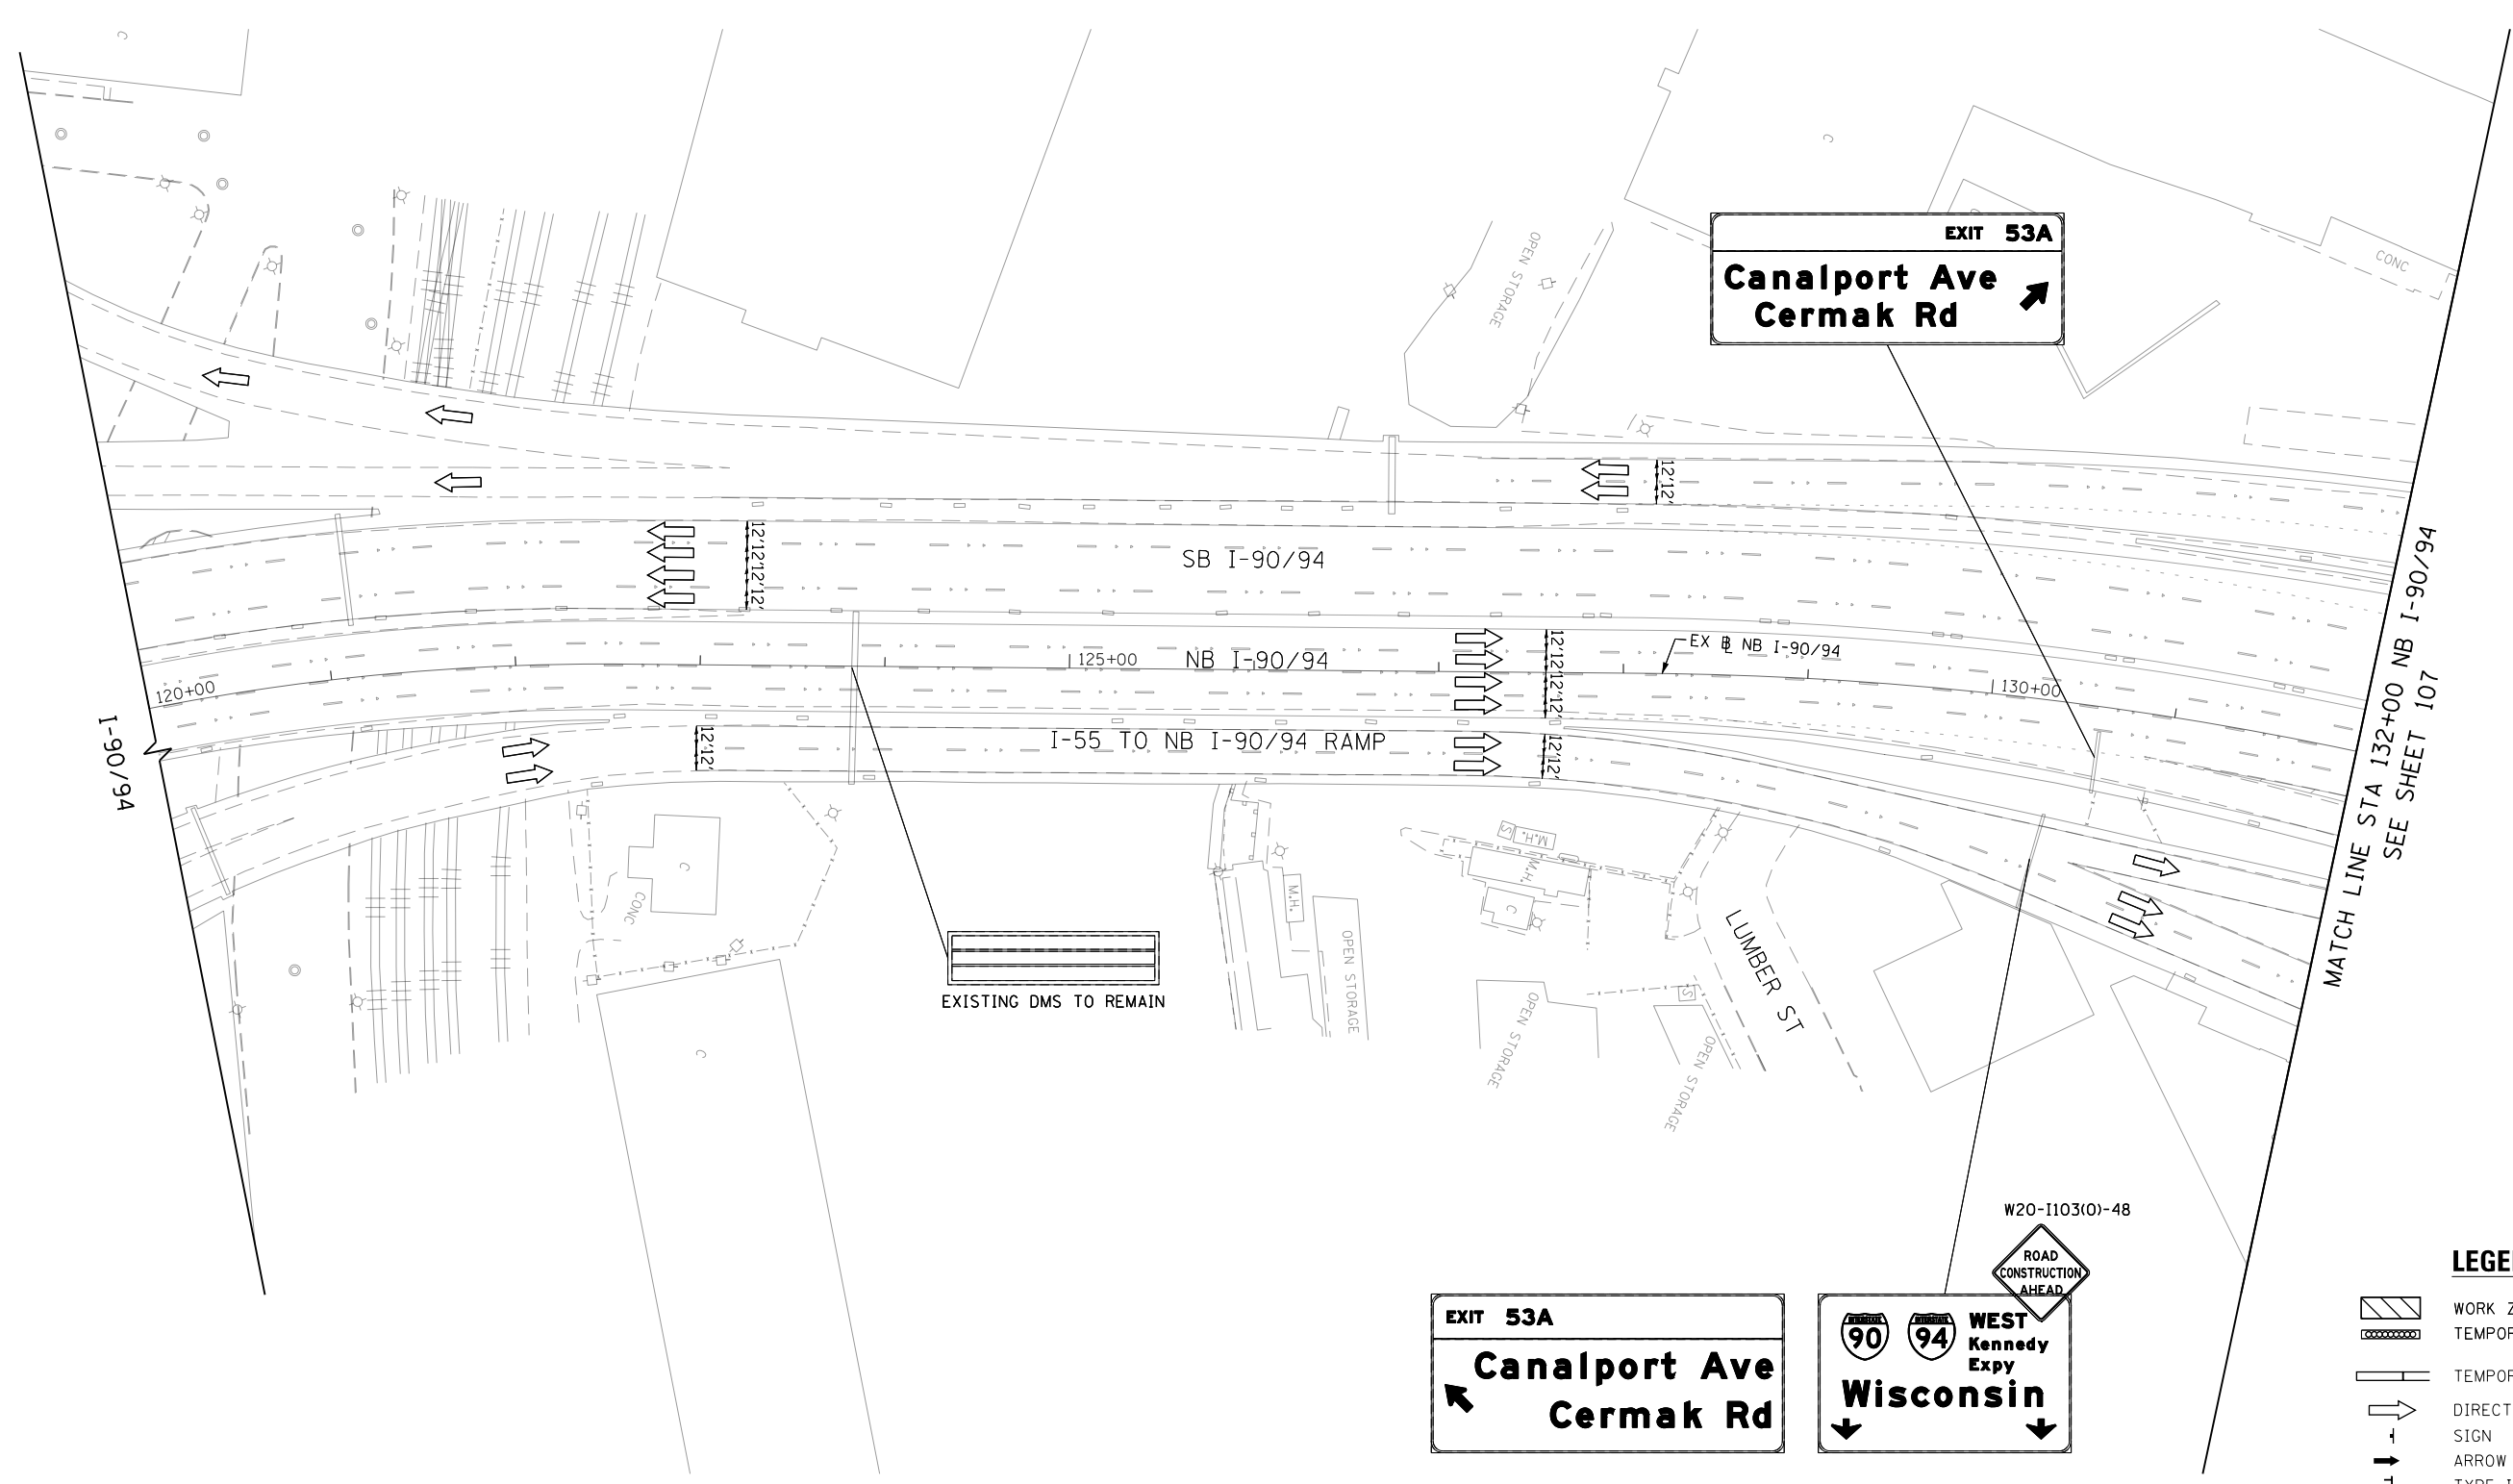 EXIT 53A
Canalport Ave
Cermak Rd
OPEN STORAGE
CONC
12'12'
SB I-90/94
12'12'12'12'
EX BL NB I-90/94
125+00
NB I-90/94
12'12'12'12'
130+00
120+00
I-90/94
12'12'
I-55 TO NB I-90/94 RAMP
12'12'
MATCH LINE STA 132+00 NB I-90/94
SEE SHEET 107
C
C
C
CONC
C
M.H.
S
M.H.
M.H.
C
OPEN STORAGE
LUMBER ST
S
OPEN STORAGE
OPEN STORAGE
EXISTING DMS TO REMAIN
C
W20-I103(O)-48
ROAD
CONSTRUCTION
AHEAD
EXIT 53A
Canalport Ave
Cermak Rd
INTERSTATE
90
INTERSTATE
94
WEST
Kennedy
Expy
Wisconsin
LEGE
WORK Z
TEMPOR
TEMPOR
DIRECT
SIGN
ARROW